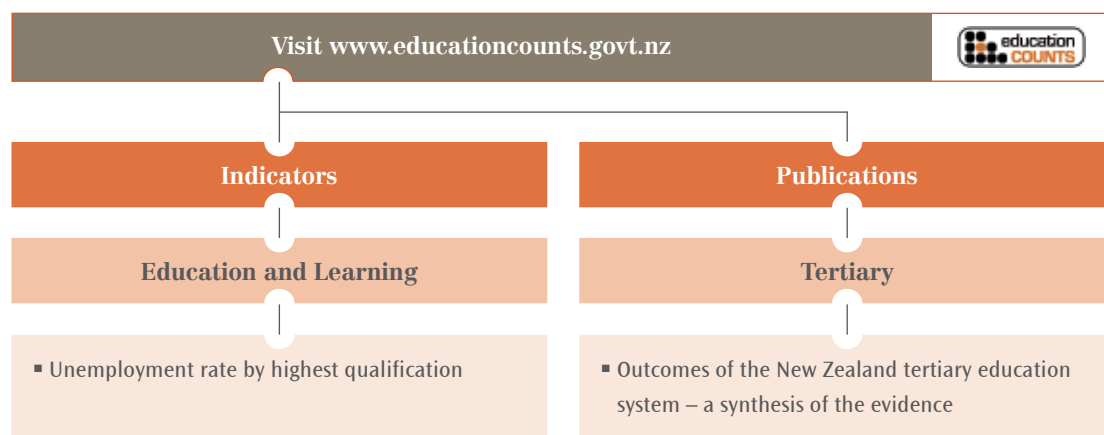 Visit www.educationcounts.govt.nz
education
COUNTS
Indicators
Publications
Education and Learning
Tertiary
▪ Unemployment rate by highest qualification
▪ Outcomes of the New Zealand tertiary education
system – a synthesis of the evidence